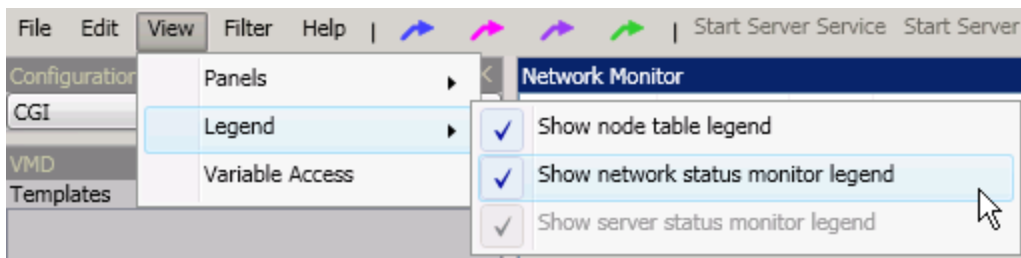 File Edit View Filter Help | | Start Server Service Start Server
Configuration Panels < Network Monitor
CGI Legend Show node table legend
VMD Variable Access Show network status monitor legend
Templates Show server status monitor legend